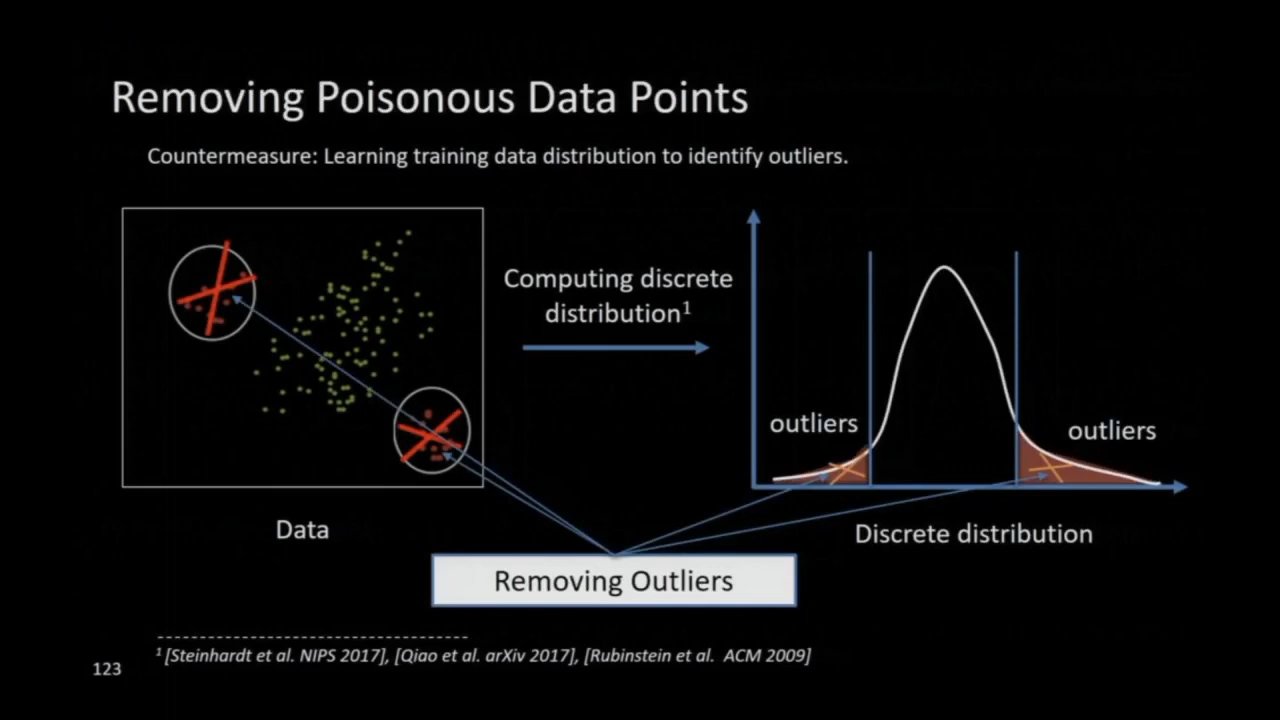 Removing Poisonous Data Points
Countermeasure: Learning training data distribution to identify outliers.
Computing discrete
distribution¹
outliers
outliers
Data
Discrete distribution
Removing Outliers
¹ [Steinhardt et al. NIPS 2017], [Qiao et al. arXiv 2017], [Rubinstein et al. ACM 2009]
123